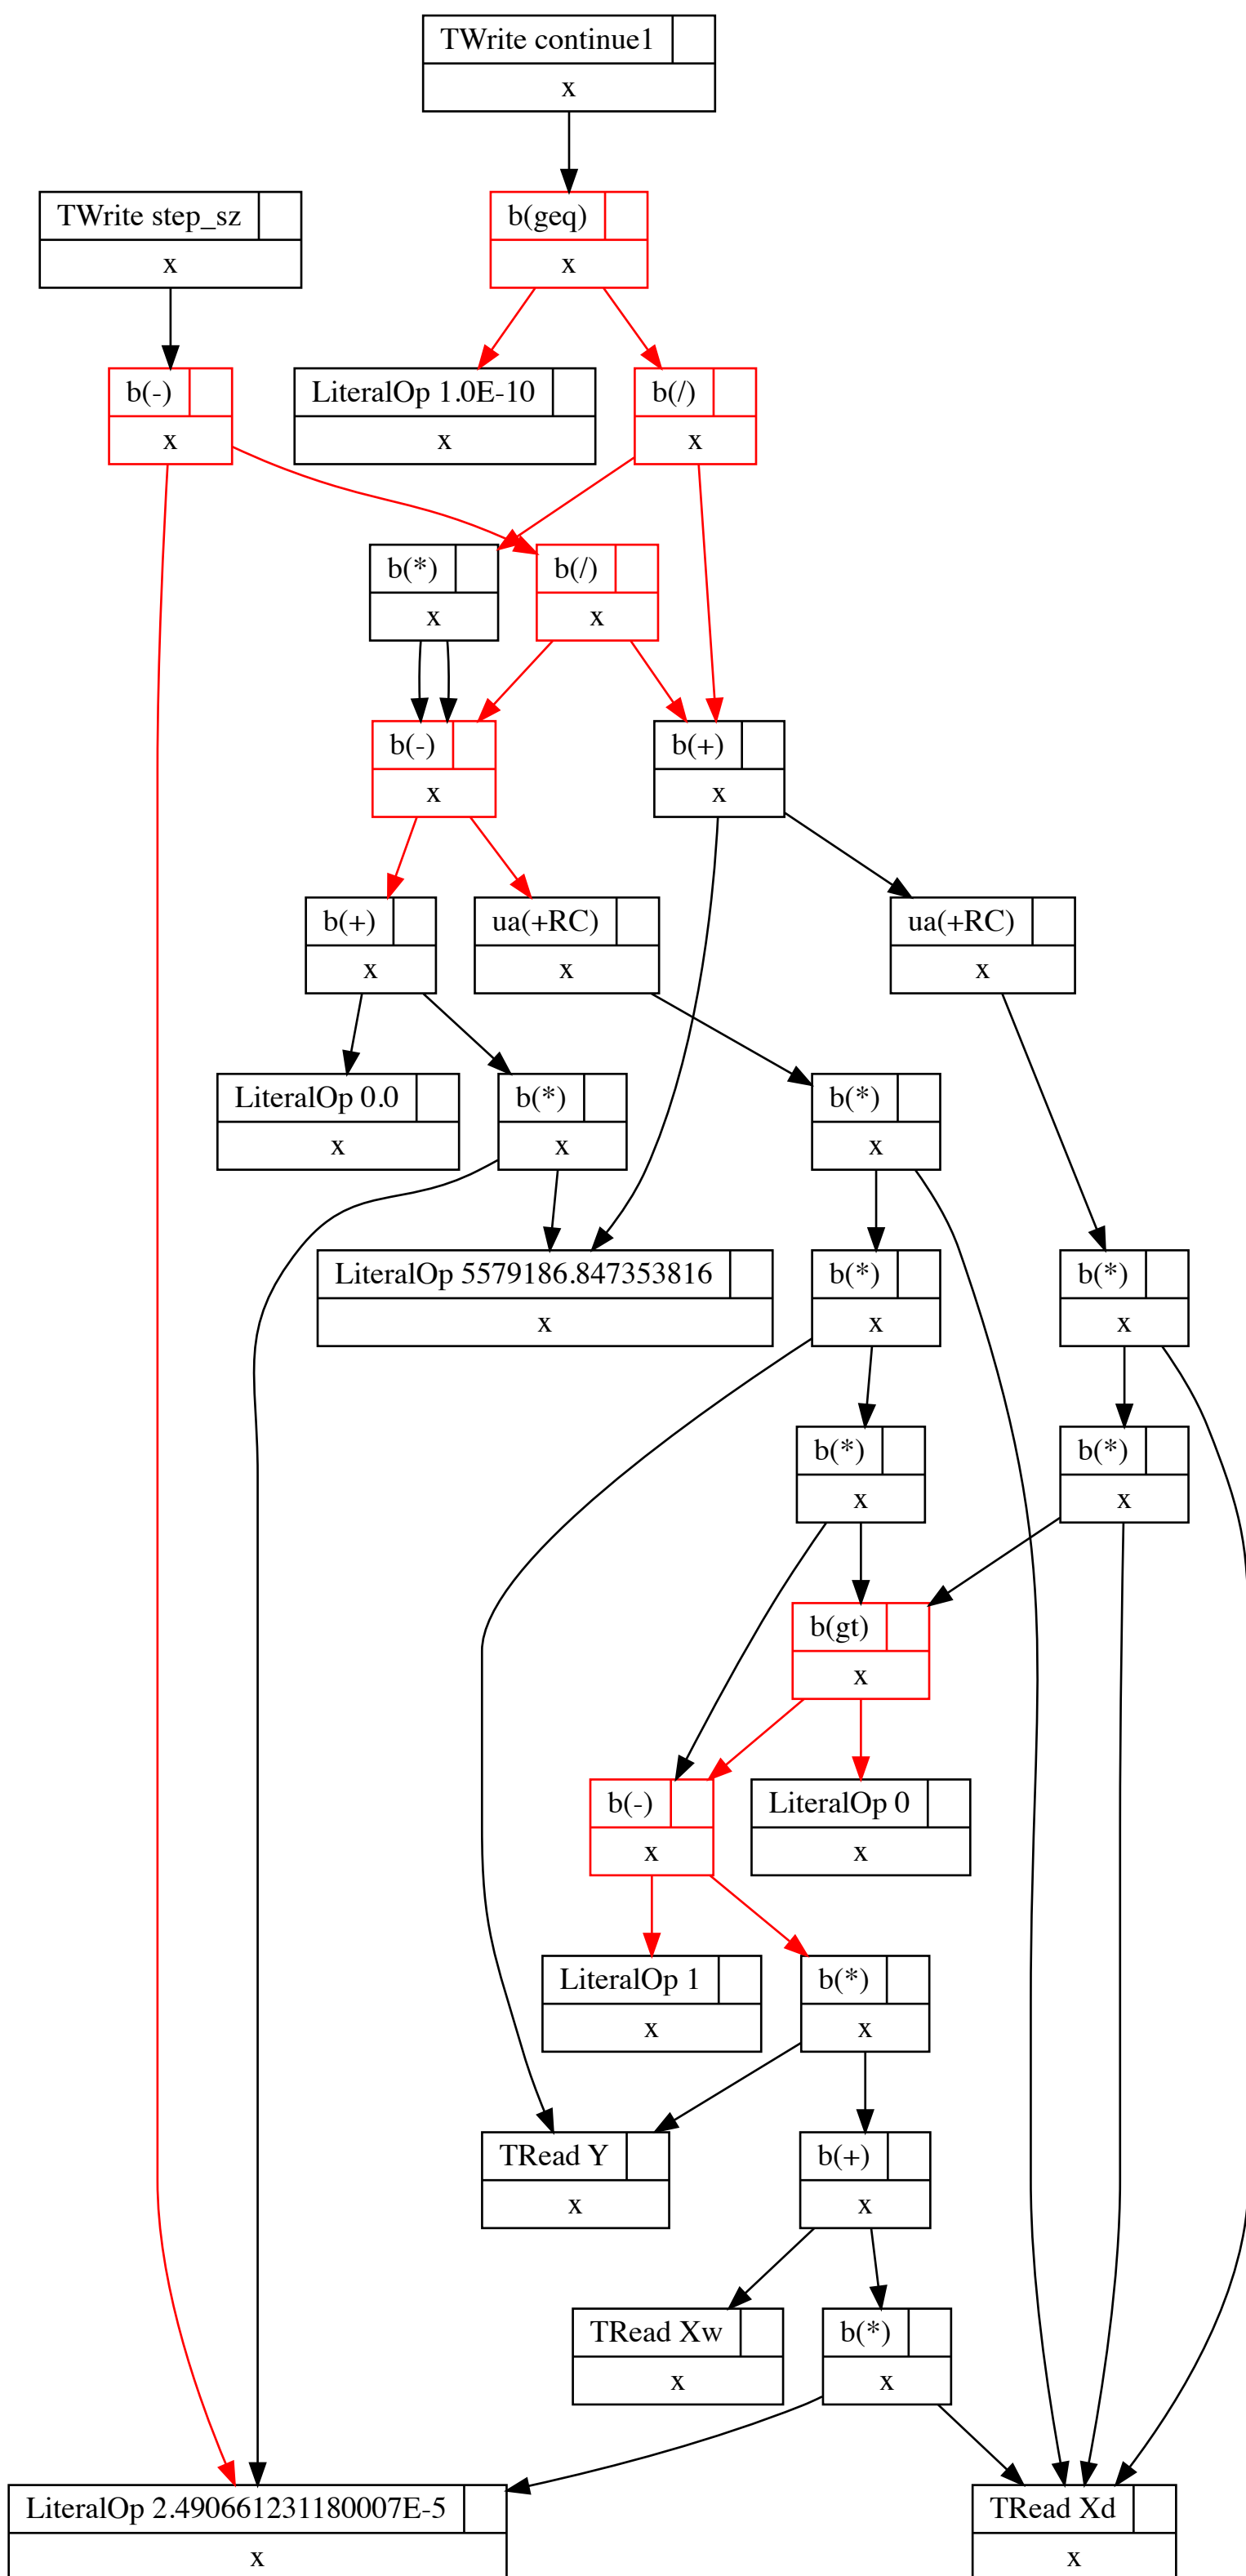 TWrite continue1
x
TWrite step_sz
x
b(geq)
x
b(-)
x
LiteralOp 1.0E-10
x
b(/)
x
b(*)
x
b(/)
x
b(-)
x
b(+)
x
b(+)
x
ua(+RC)
x
ua(+RC)
x
LiteralOp 0.0
x
b(*)
x
b(*)
x
LiteralOp 5579186.847353816
x
b(*)
x
b(*)
x
b(*)
x
b(*)
x
b(gt)
x
b(-)
x
LiteralOp 0
x
LiteralOp 1
x
b(*)
x
TRead Y
x
b(+)
x
TRead Xw
x
b(*)
x
LiteralOp 2.490661231180007E-5
x
TRead Xd
x